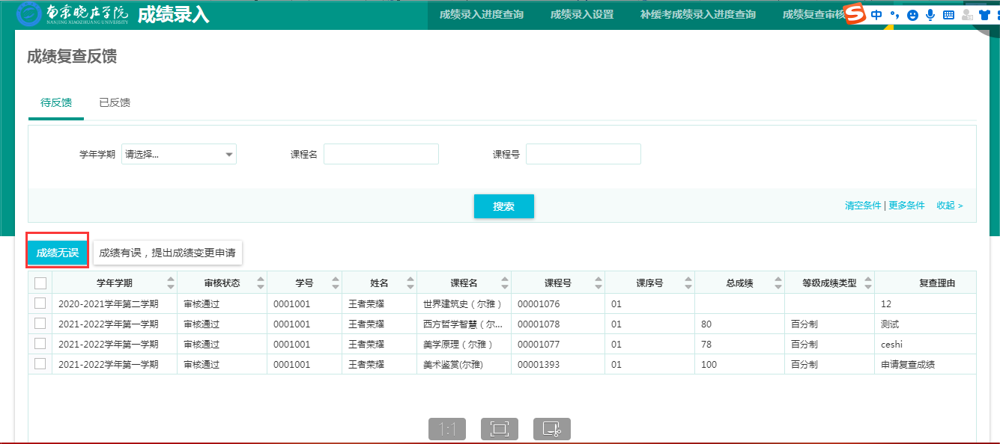 南京晓庄学院 成绩录入 成绩录入进度查询 成绩录入设置 补缓考成绩录入进度查询 成绩复查审核 中
NANJING XIAOZHUANG UNIVERSITY
成绩复查反馈
待反馈 已反馈
学年学期 请选择... 课程名 课程号
搜索 清空条件 | 更多条件 收起 >
成绩无误 成绩有误，提出成绩变更申请
学年学期 审核状态 学号 姓名 课程名 课程号 课序号 总成绩 等级成绩类型 复查理由
2020-2021学年第二学期 审核通过 0001001 王者荣耀 世界建筑史（尔雅） 00001076 01 12
2021-2022学年第一学期 审核通过 0001001 王者荣耀 西方哲学智慧（尔... 00001078 01 80 百分制 测试
2021-2022学年第一学期 审核通过 0001001 王者荣耀 美学原理（尔雅） 00001077 01 78 百分制 ceshi
2021-2022学年第一学期 审核通过 0001001 王者荣耀 美术鉴赏(尔雅) 00001393 01 100 百分制 申请复查成绩
1:1